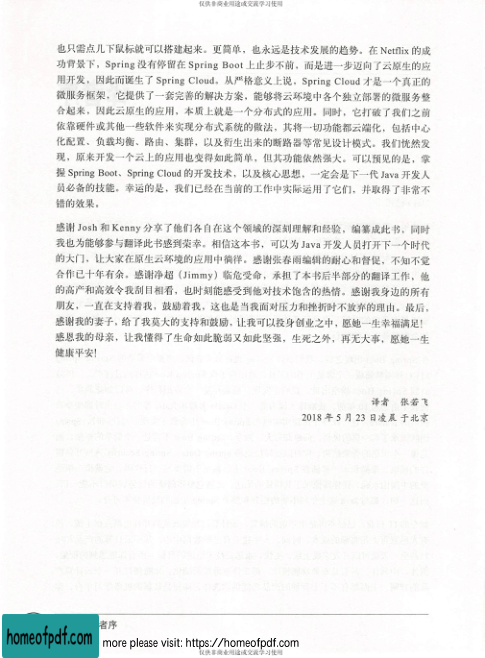 仅供非商业用途或交流学习使用
也只需点几下鼠标就可以搭建起来。更简单，也永远是技术发展的趋势。在 Netflix 的成
功背景下，Spring 没有停留在 Spring Boot 上止步不前，而是进一步迈向了云原生的应
用开发，因此而诞生了 Spring Cloud。从严格意义上说，Spring Cloud 才是一个真正的
微服务框架，它提供了一套完善的解决方案，能够将云环境中各个独立部署的微服务整
合起来，因此云原生的应用，本质上就是一个分布式的应用。同时，它打破了我们之前
依靠硬件或其他一些软件来实现分布式系统的做法，其将一切功能都云端化，包括中心
化配置、负载均衡、路由、集群，以及衍生出来的断路器等常见设计模式。我们恍然发
现，原来开发一个云上的应用也变得如此简单，但其功能依然强大。可以预见的是，掌
握 Spring Boot、Spring Cloud 的开发技术，以及核心思想，一定会是下一代 Java 开发人
员必备的技能。幸运的是，我们已经在当前的工作中实际运用了它们，并取得了非常不
错的效果。
感谢 Josh 和 Kenny 分享了他们各自在这个领域的深刻理解和经验，编纂成此书，同时
我也为能够参与翻译此书感到荣幸。相信这本书，可以为 Java 开发人员打开下一个时代
的大门，让大家在原生云环境的应用中徜徉。感谢张春雨编辑的耐心和督促，不知不觉
合作已十年有余。感谢净超（Jimmy）临危受命，承担了本书后半部分的翻译工作，他
的高产和高效令我刮目相看，也时刻能感受到他对技术饱含的热情。感谢我身边的所有
朋友，一直在支持着我，鼓励着我，这也是当我面对压力和挫折时不放弃的理由。最后，
感谢我的妻子，给了我莫大的支持和鼓励，让我可以投身创业之中，愿她一生幸福满足！
感恩我的母亲，让我懂得了生命如此脆弱又如此坚强，生死之外，再无大事，愿她一生
健康平安！
译者 张若飞
2018 年 5 月 23 日凌晨 于北京
者序
homeofpdf.com more please visit: https://homeofpdf.com
仅供非商业用途或交流学习使用